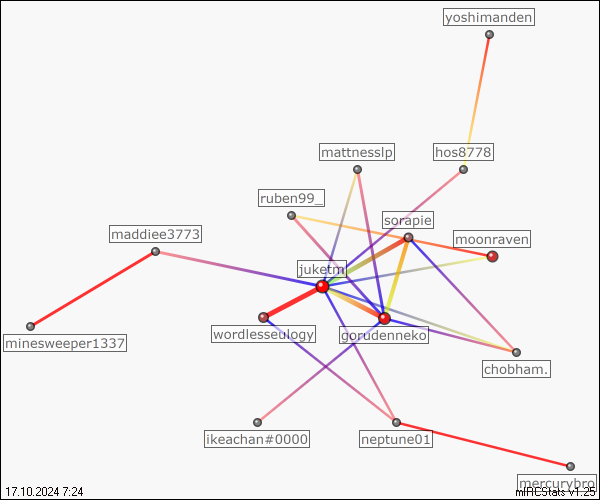 yoshimanden
mattnesslp
hos8778
ruben99_
sorapie
maddiee3773
moonraven
juketm
wordlesseulogy
gorudenneko
minesweeper1337
chobham.
ikeachan#0000
neptune01
mercurybro
17.10.2024 7:24
mIRCStats v1.25